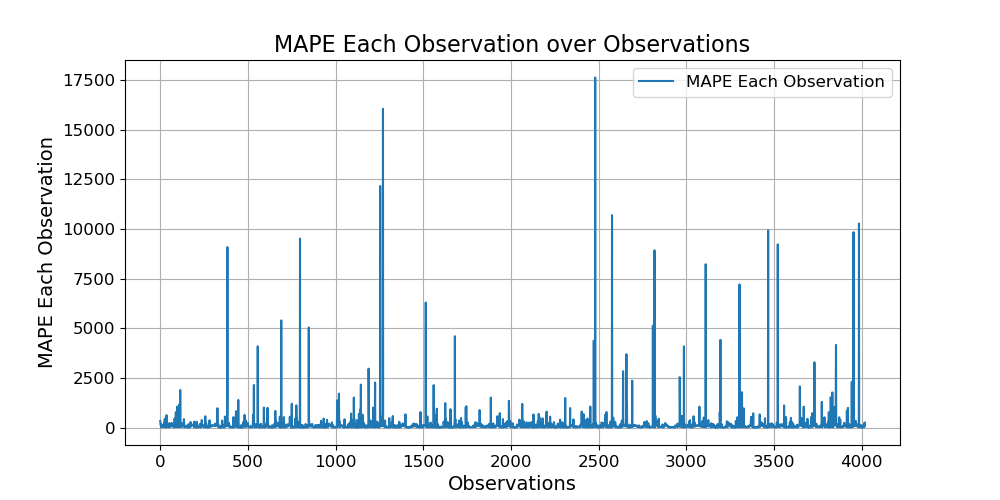 MAPE Each Observation over Observations
MAPE Each Observation
17500
15000
12500
10000
7500
5000
2500
0
MAPE Each Observation
0 500 1000 1500 2000 2500 3000 3500 4000
Observations